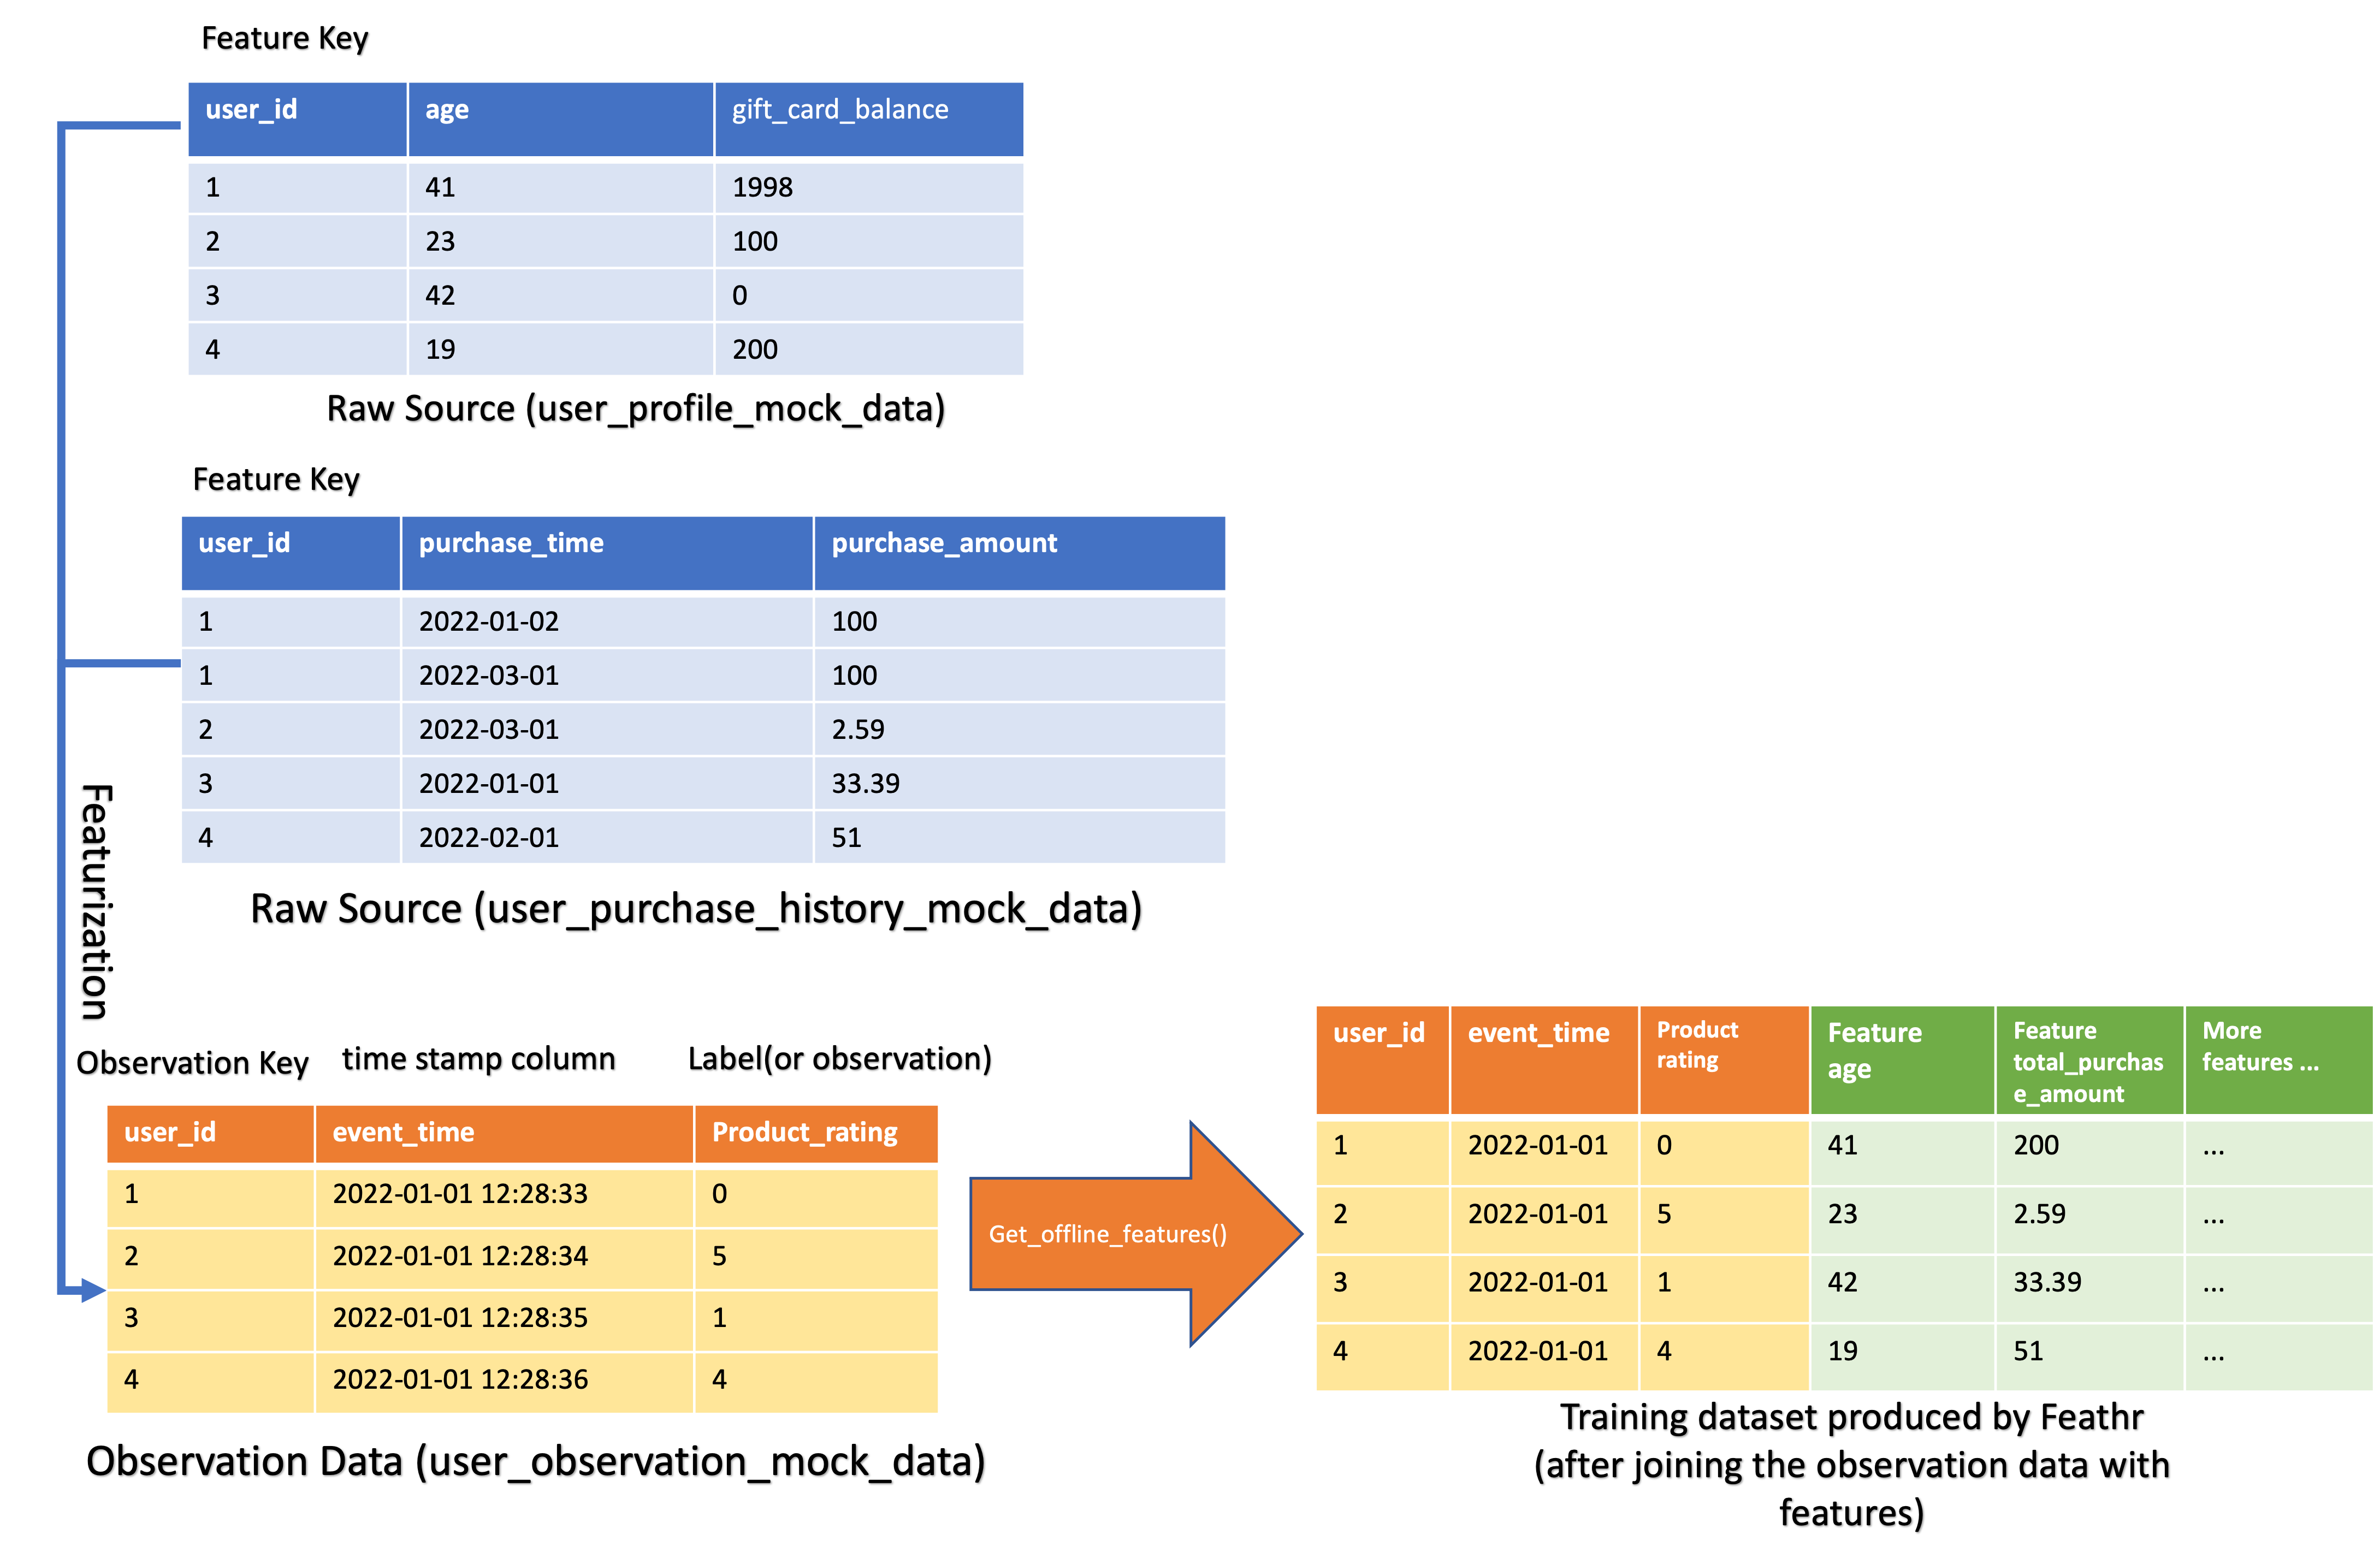 Feature Key
user_id age gift_card_balance
1 41 1998
2 23 100
3 42 0
4 19 200
Raw Source (user_profile_mock_data)
Feature Key
user_id purchase_time purchase_amount
1 2022-01-02 100
1 2022-03-01 100
2 2022-03-01 2.59
3 2022-01-01 33.39
4 2022-02-01 51
Raw Source (user_purchase_history_mock_data)
Featurization
Observation Key time stamp column Label(or observation)
user_id event_time Product_rating
1 2022-01-01 12:28:33 0
2 2022-01-01 12:28:34 5
3 2022-01-01 12:28:35 1
4 2022-01-01 12:28:36 4
Observation Data (user_observation_mock_data)
Get_offline_features()
user_id event_time Product Feature Feature More
rating age total_purchas features ...
e_amount
1 2022-01-01 0 41 200 ...
2 2022-01-01 5 23 2.59 ...
3 2022-01-01 1 42 33.39 ...
4 2022-01-01 4 19 51 ...
Training dataset produced by Feathr
(after joining the observation data with
features)